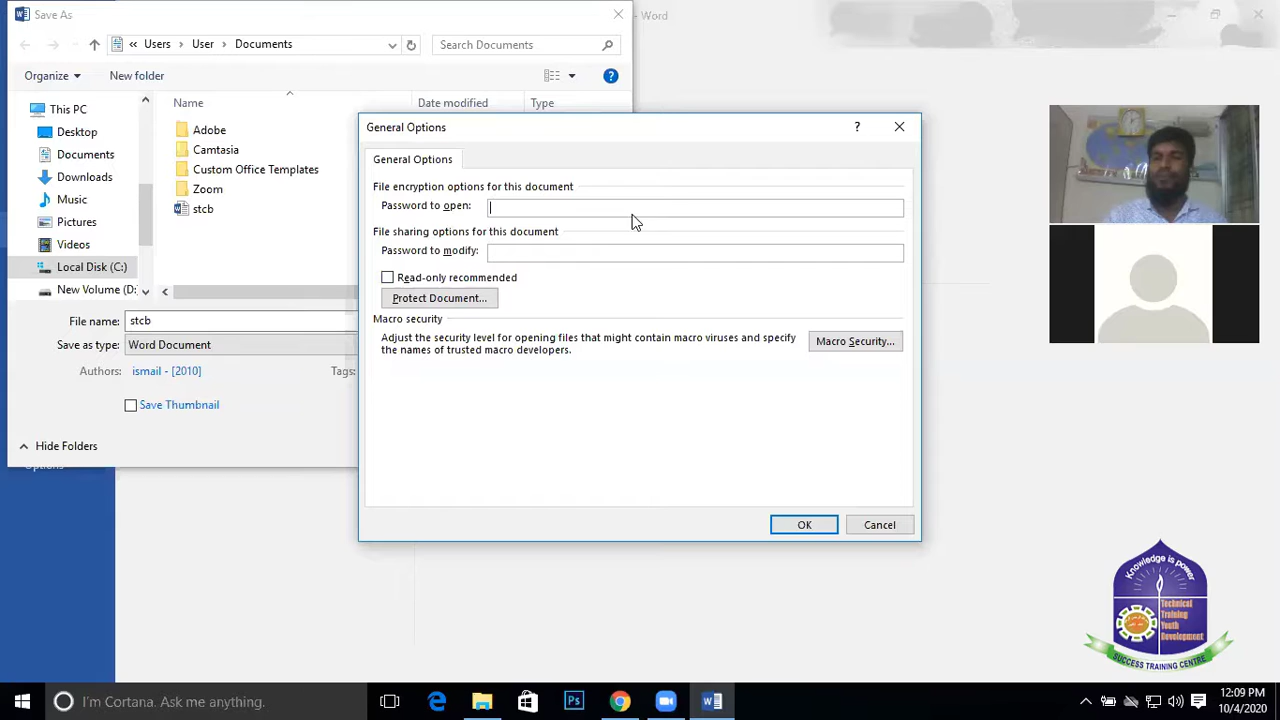 Save As
- Word
« Users > User > Documents
Search Documents
Organize
New folder
This PC
Desktop
Documents
Downloads
Music
Pictures
Videos
Local Disk (C:)
New Volume (D:
Name
Date modified
Type
Adobe
Camtasia
Custom Office Templates
Zoom
stcb
File name: stcb
Save as type: Word Document
Authors: ismail - [2010]
Tags:
Save Thumbnail
Hide Folders
Options
General Options
?
General Options
File encryption options for this document
Password to open:
File sharing options for this document
Password to modify:
Read-only recommended
Protect Document...
Macro security
Adjust the security level for opening files that might contain macro viruses and specify
the names of trusted macro developers.
Macro Security...
OK
Cancel
Knowledge is power
Technical
Training
Youth
Development
SUCCESS TRAINING CENTRE
I'm Cortana. Ask me anything.
Ps
12:09 PM
10/4/2020